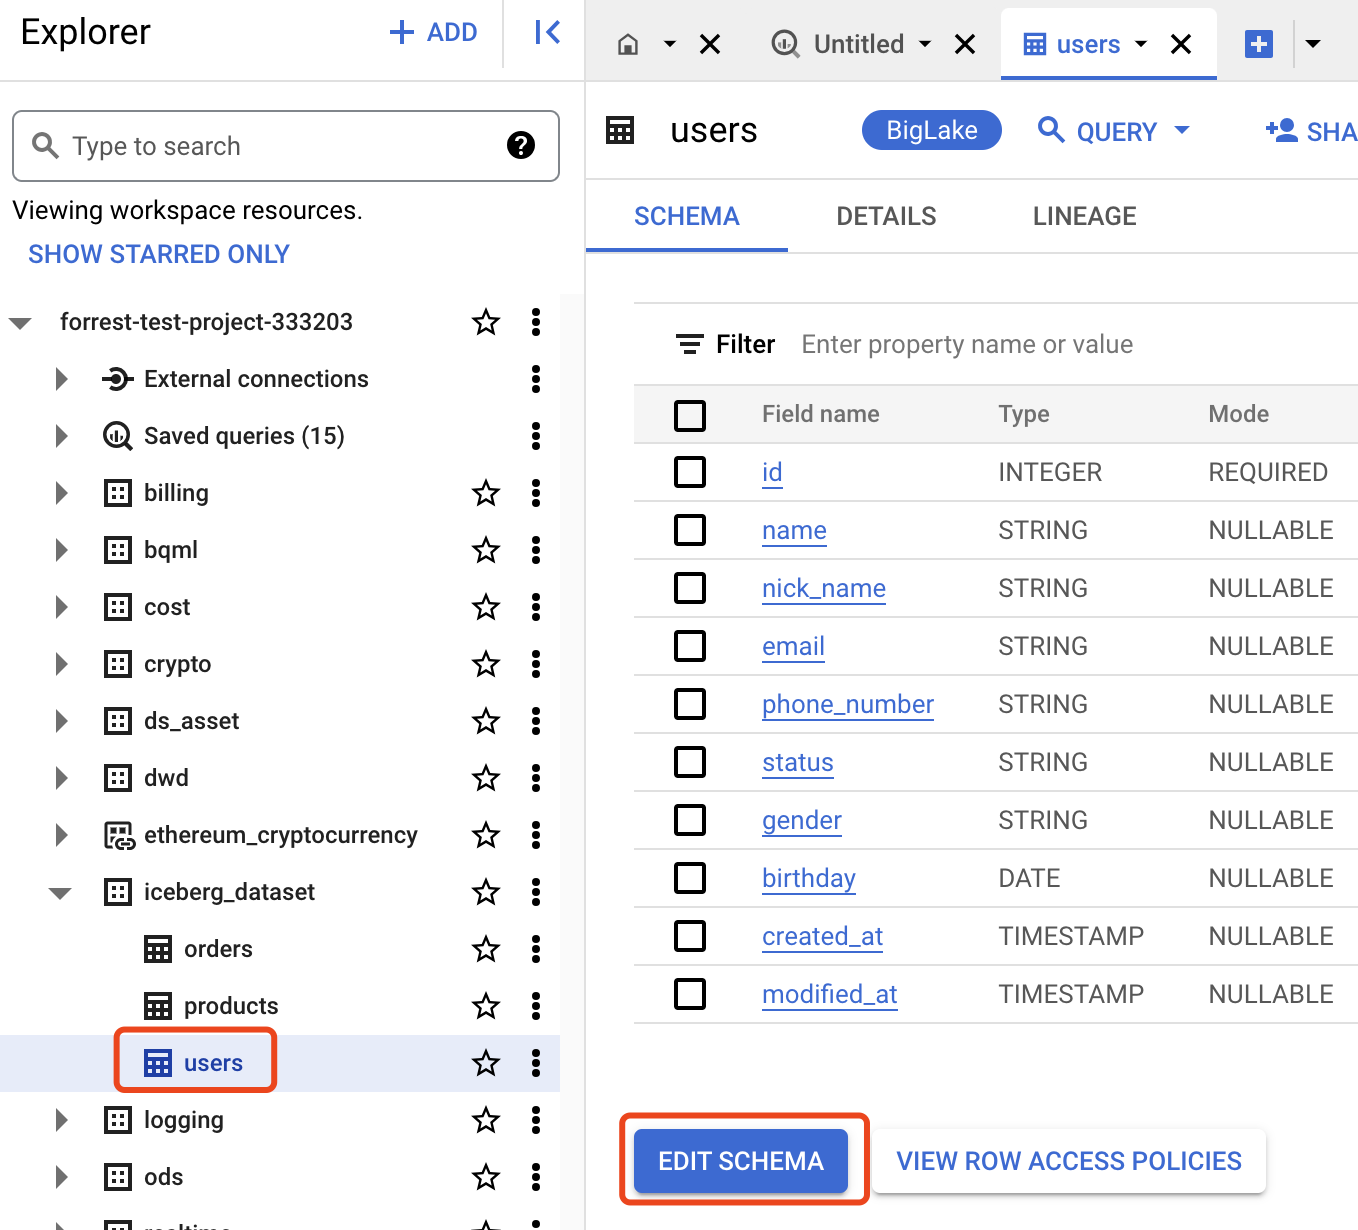 Explorer
ADD
Untitled
users
Type to search
users
BigLake
QUERY
SHA
Viewing workspace resources.
SHOW STARRED ONLY
SCHEMA
DETAILS
LINEAGE
forrest-test-project-333203
External connections
Saved queries (15)
billing
bqml
cost
crypto
ds_asset
dwd
ethereum_cryptocurrency
iceberg_dataset
orders
products
users
logging
ods
Filter Enter property name or value
Field name Type Mode
id INTEGER REQUIRED
name STRING NULLABLE
nick_name STRING NULLABLE
email STRING NULLABLE
phone_number STRING NULLABLE
status STRING NULLABLE
gender STRING NULLABLE
birthday DATE NULLABLE
created_at TIMESTAMP NULLABLE
modified_at TIMESTAMP NULLABLE
EDIT SCHEMA
VIEW ROW ACCESS POLICIES